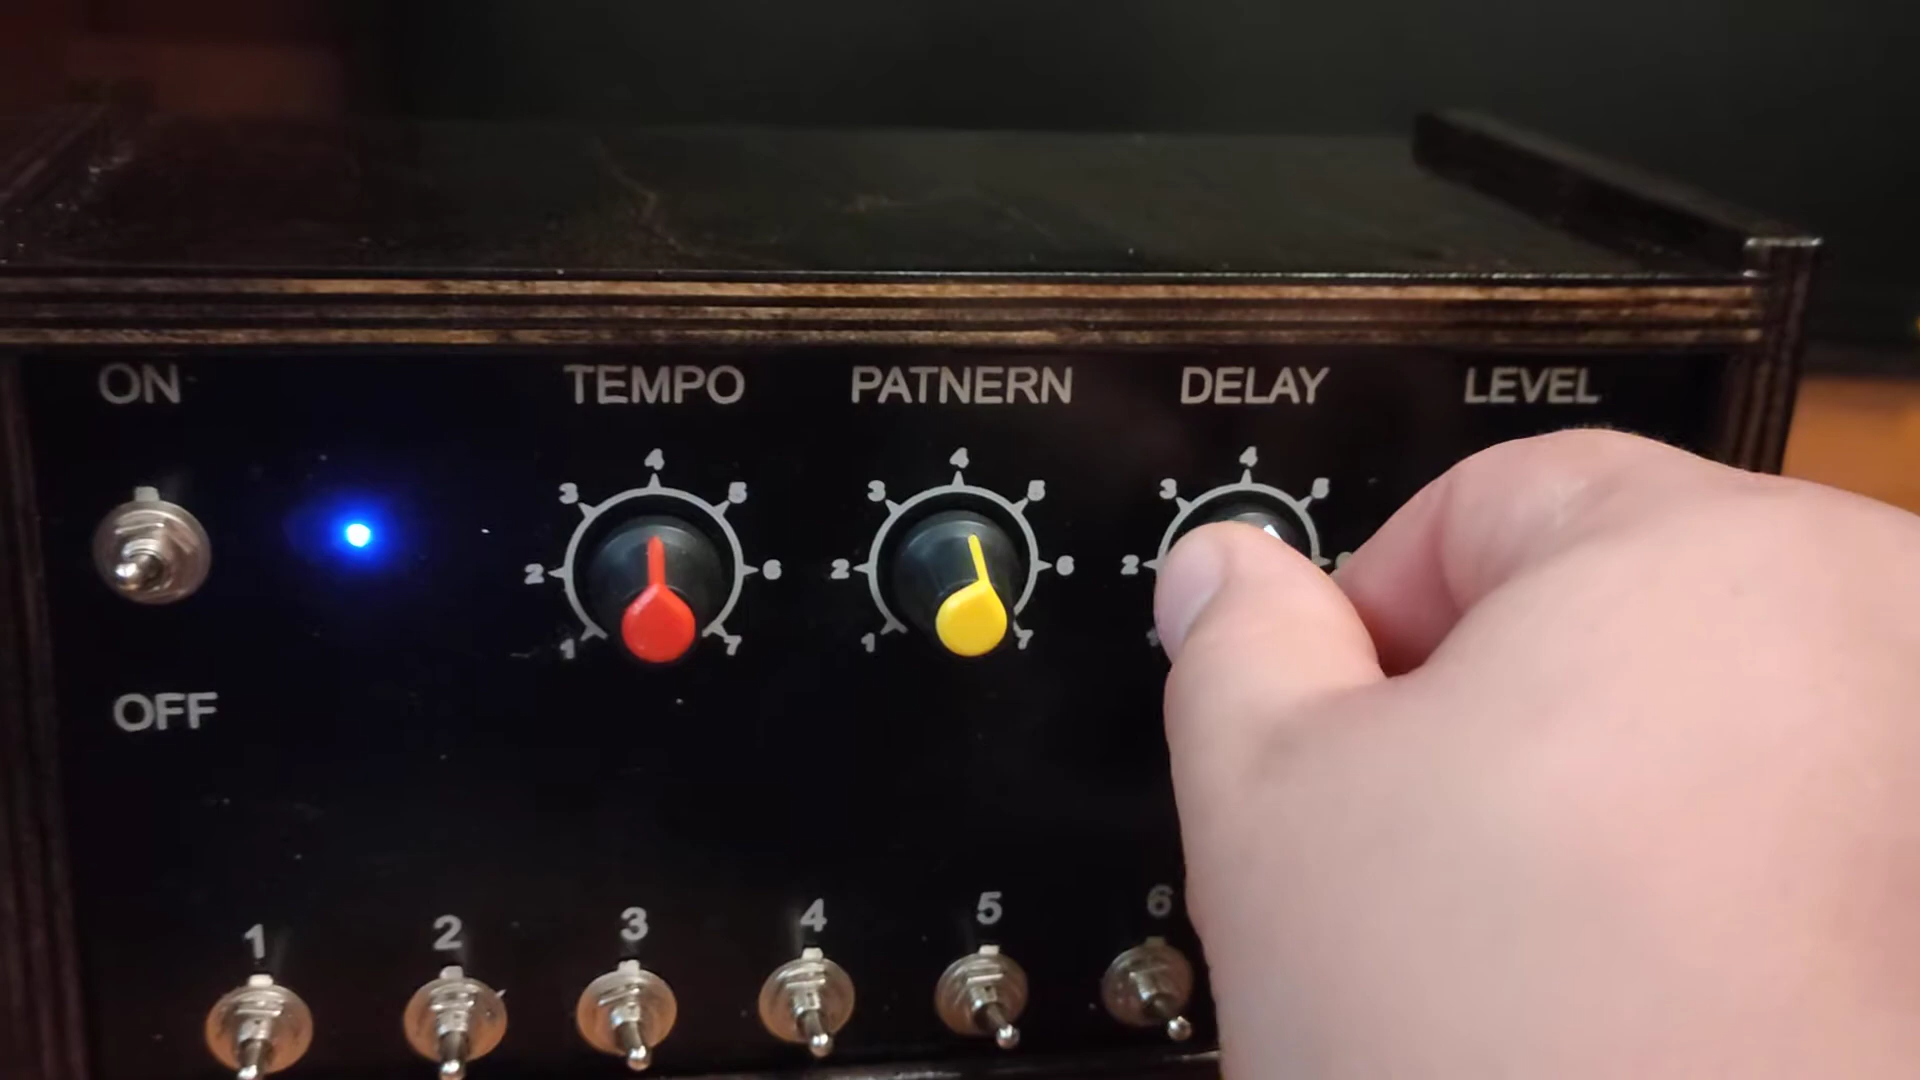 ON TEMPO PATNERN DELAY LEVEL
1 2 3 4 5 6 7
1 2 3 4 5 6 7
2 3 4 5
OFF
1 2 3 4 5 6